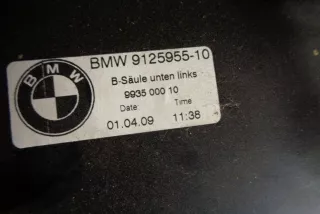 BMW
BMW 9125955-10
B-Säule unten links
9935 000 10
Date: Time
01.04.09 11:38